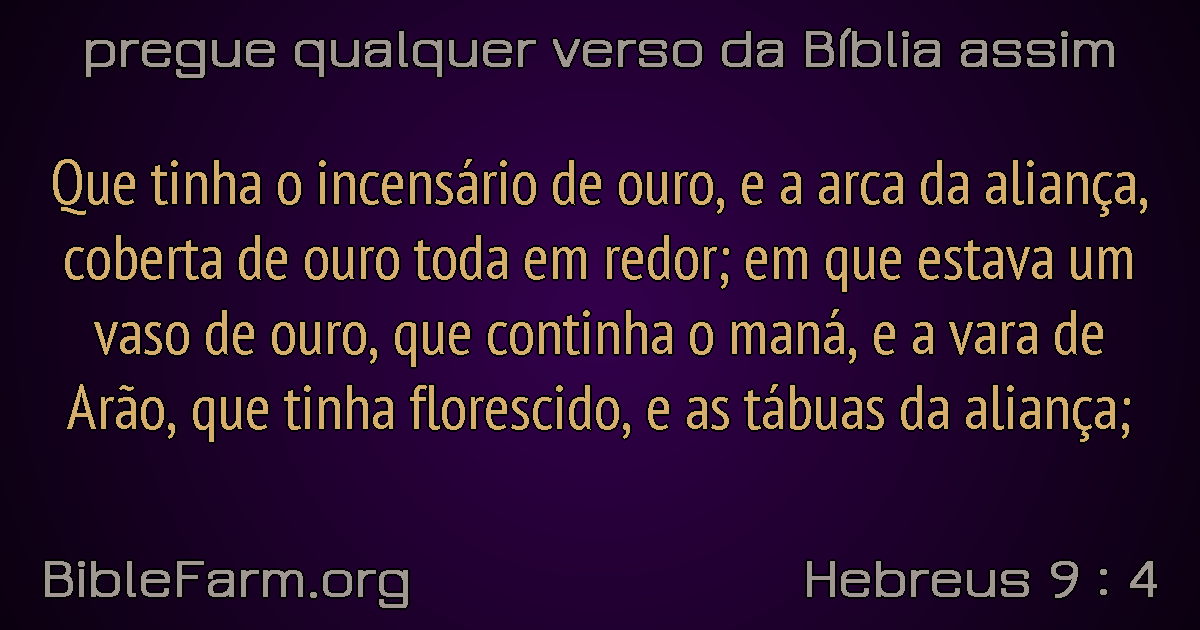 pregue qualquer verso da Bíblia assim
Que tinha o incensário de ouro, e a arca da aliança,
coberta de ouro toda em redor; em que estava um
vaso de ouro, que continha o maná, e a vara de
Arão, que tinha florescido, e as tábuas da aliança;
BibleFarm.org
Hebreus 9 : 4